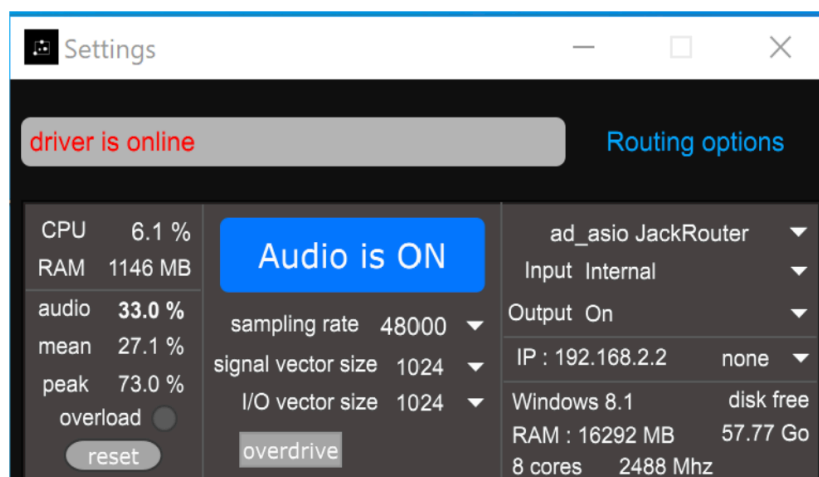 Settings
driver is online
Routing options
CPU 6.1 %
RAM 1146 MB
audio 33.0 %
mean 27.1 %
peak 73.0 %
overload
reset
Audio is ON
sampling rate 48000
signal vector size 1024
I/O vector size 1024
overdrive
ad_asio JackRouter
Input Internal
Output On
IP : 192.168.2.2 none
Windows 8.1 disk free
RAM : 16292 MB 57.77 Go
8 cores 2488 Mhz